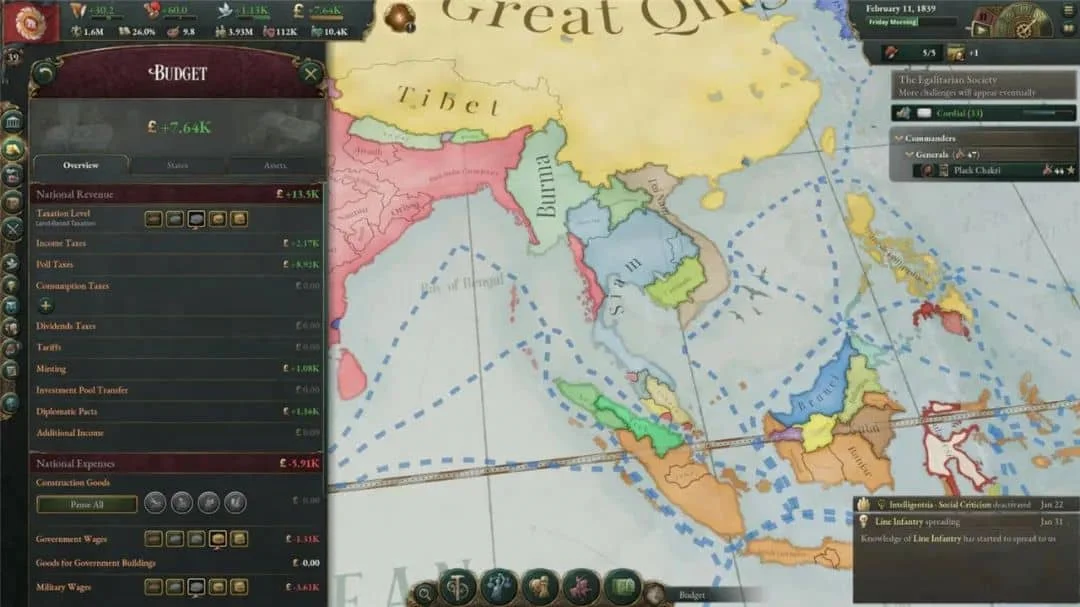 +30.2 +60.0 +1.13K £ +7.64K
1.6M 26.0% 9.8 3.93M 112K 10.4K
Great Qing
February 11, 1839
Friday Morning
5/5 +1
39
BUDGET
£ +7.64K
Overview States Assets
National Revenue £ +13.5K
Taxation Level
Land-Based Taxation
Income Taxes £ +2.17K
Poll Taxes £ +8.92K
Consumption Taxes £ 0.00
Dividends Taxes £ 0.00
Tariffs £ 0.00
Minting £ +1.08K
Investment Pool Transfer £ 0.00
Diplomatic Pacts £ +1.36K
Additional Income £ 0.00
National Expenses £ -5.91K
Construction Goods
Pause All £ 0.00
Government Wages £ -1.31K
Goods for Government Buildings £ -0.00
Military Wages £ -3.61K
The Egalitarian Society
More challenges will appear eventually
Cordial (33)
Commanders
Generals ( 47)
Plack Chakri 44
Tibet
Burma
Bay of Bengal
Siam
Brunei
Intelligentsia : Social Criticism deactivated Jan 22
Line Infantry spreading Jan 31
Knowledge of Line Infantry has started to spread to us
Budget